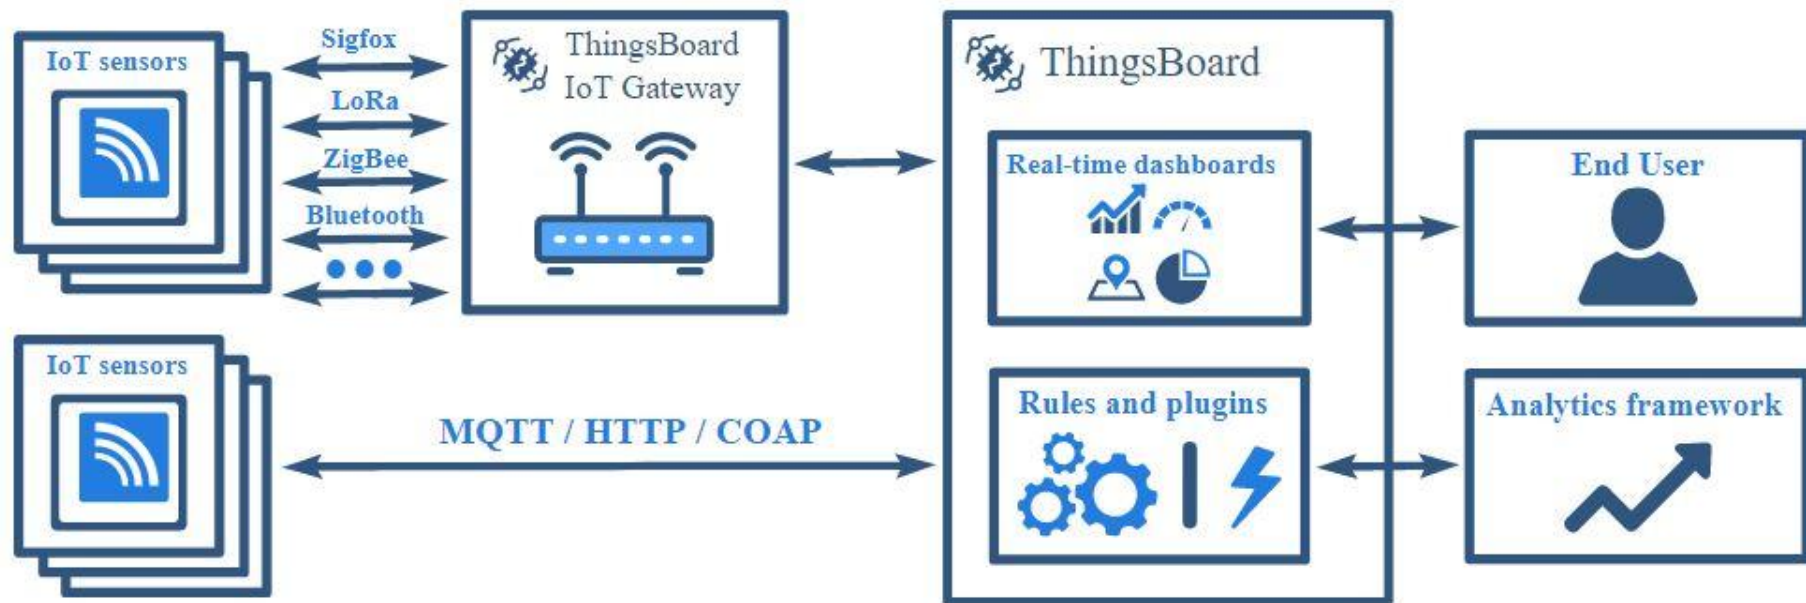 IoT sensors
Sigfox
LoRa
ZigBee
Bluetooth
ThingsBoard
IoT Gateway
ThingsBoard
Real-time dashboards
End User
IoT sensors
MQTT / HTTP / COAP
Rules and plugins
Analytics framework